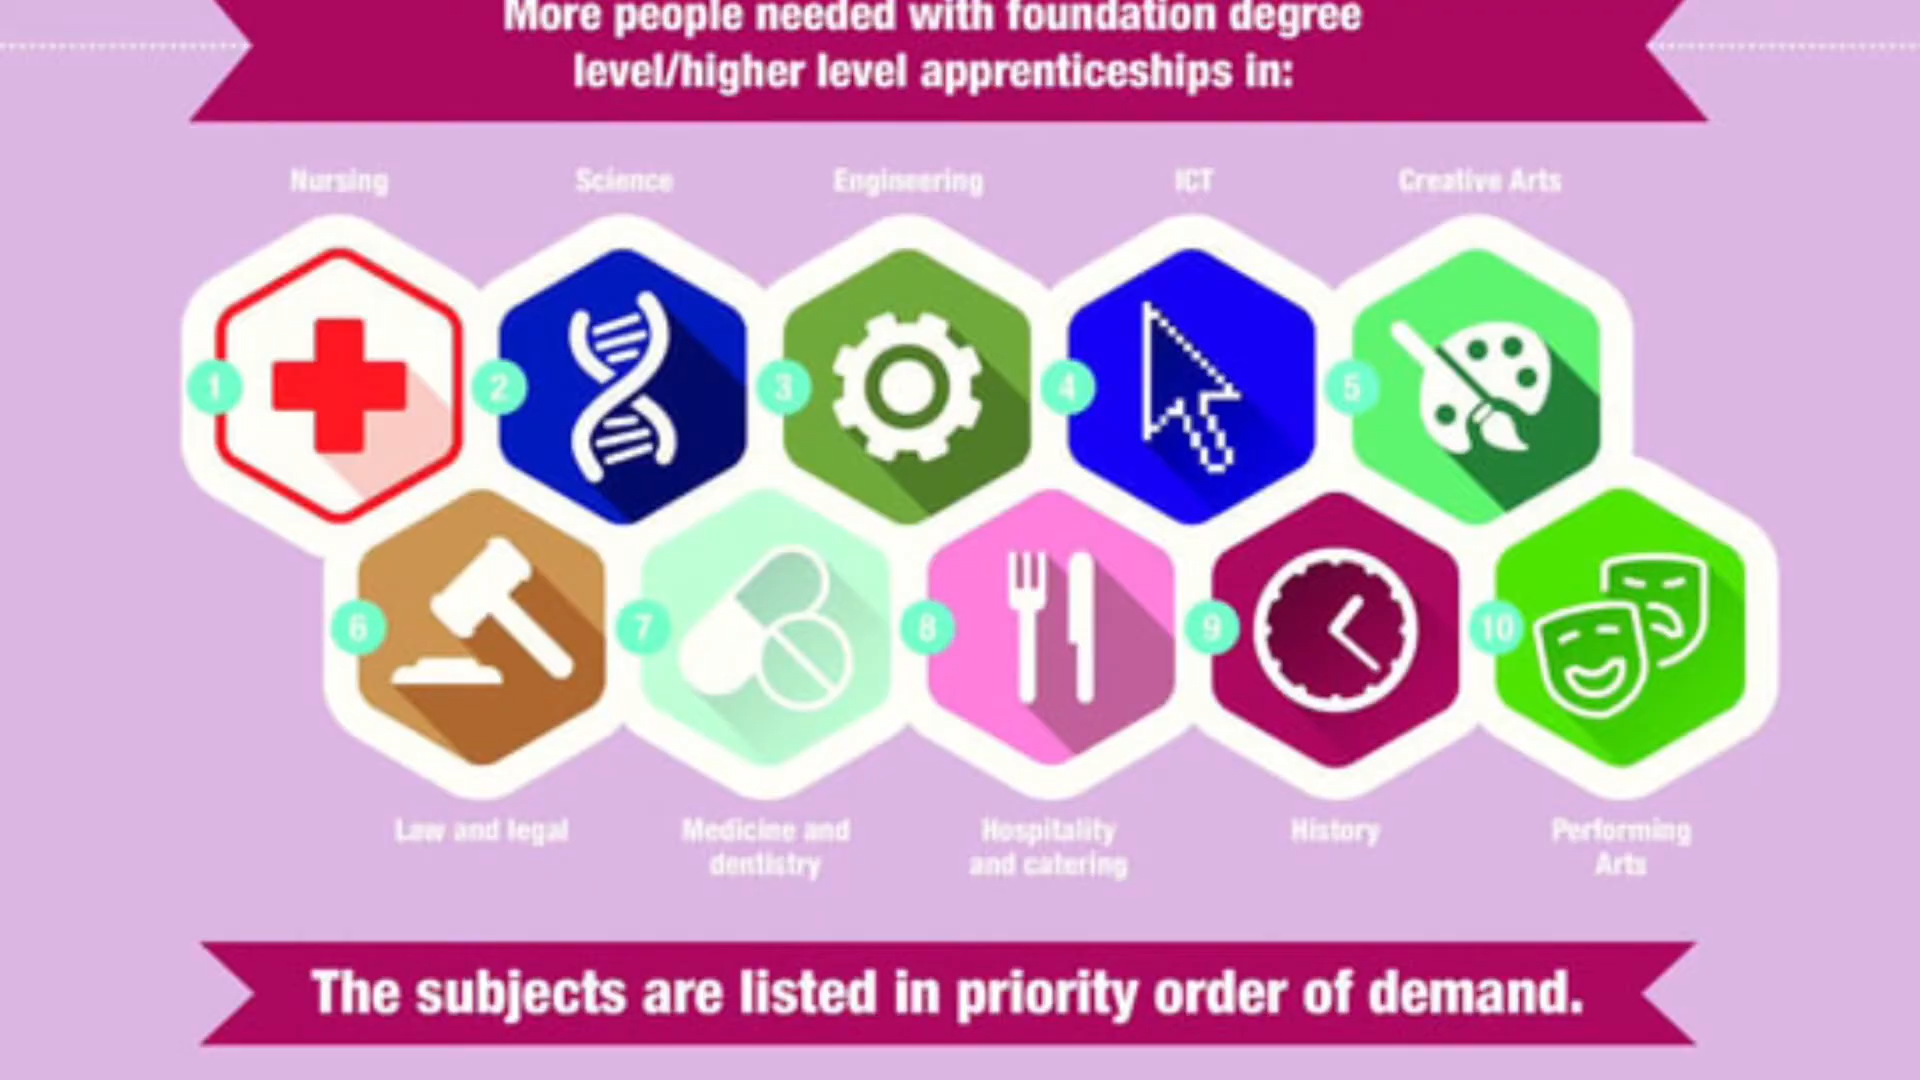 More people needed with foundation degree
level/higher level apprenticeships in:
Nursing
Science
Engineering
ICT
Creative Arts
1
2
3
4
5
6
7
8
9
10
Law and legal
Medicine and
dentistry
Hospitality
and catering
History
Performing
Arts
The subjects are listed in priority order of demand.